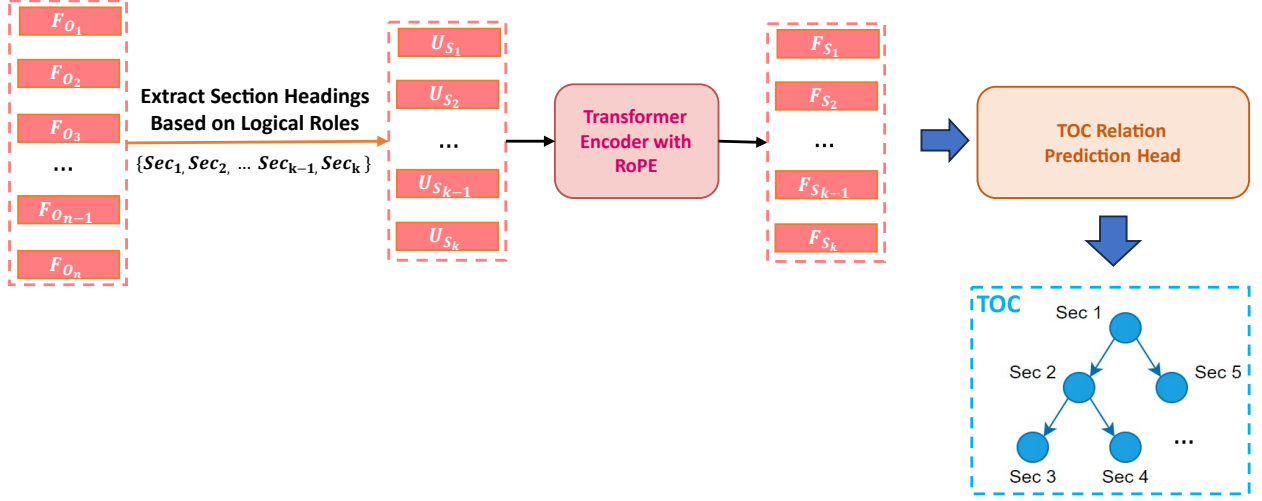 F_{O_1}
F_{O_2}
F_{O_3}
...
F_{O_{n-1}}
F_{O_n}
Extract Section Headings
Based on Logical Roles
{Sec_1, Sec_2, ... Sec_{k-1}, Sec_k}
U_{S_1}
U_{S_2}
...
U_{S_{k-1}}
U_{S_k}
Transformer
Encoder with
RoPE
F_{S_1}
F_{S_2}
...
F_{S_{k-1}}
F_{S_k}
TOC Relation
Prediction Head
TOC
Sec 1
Sec 2
Sec 5
...
Sec 3
Sec 4